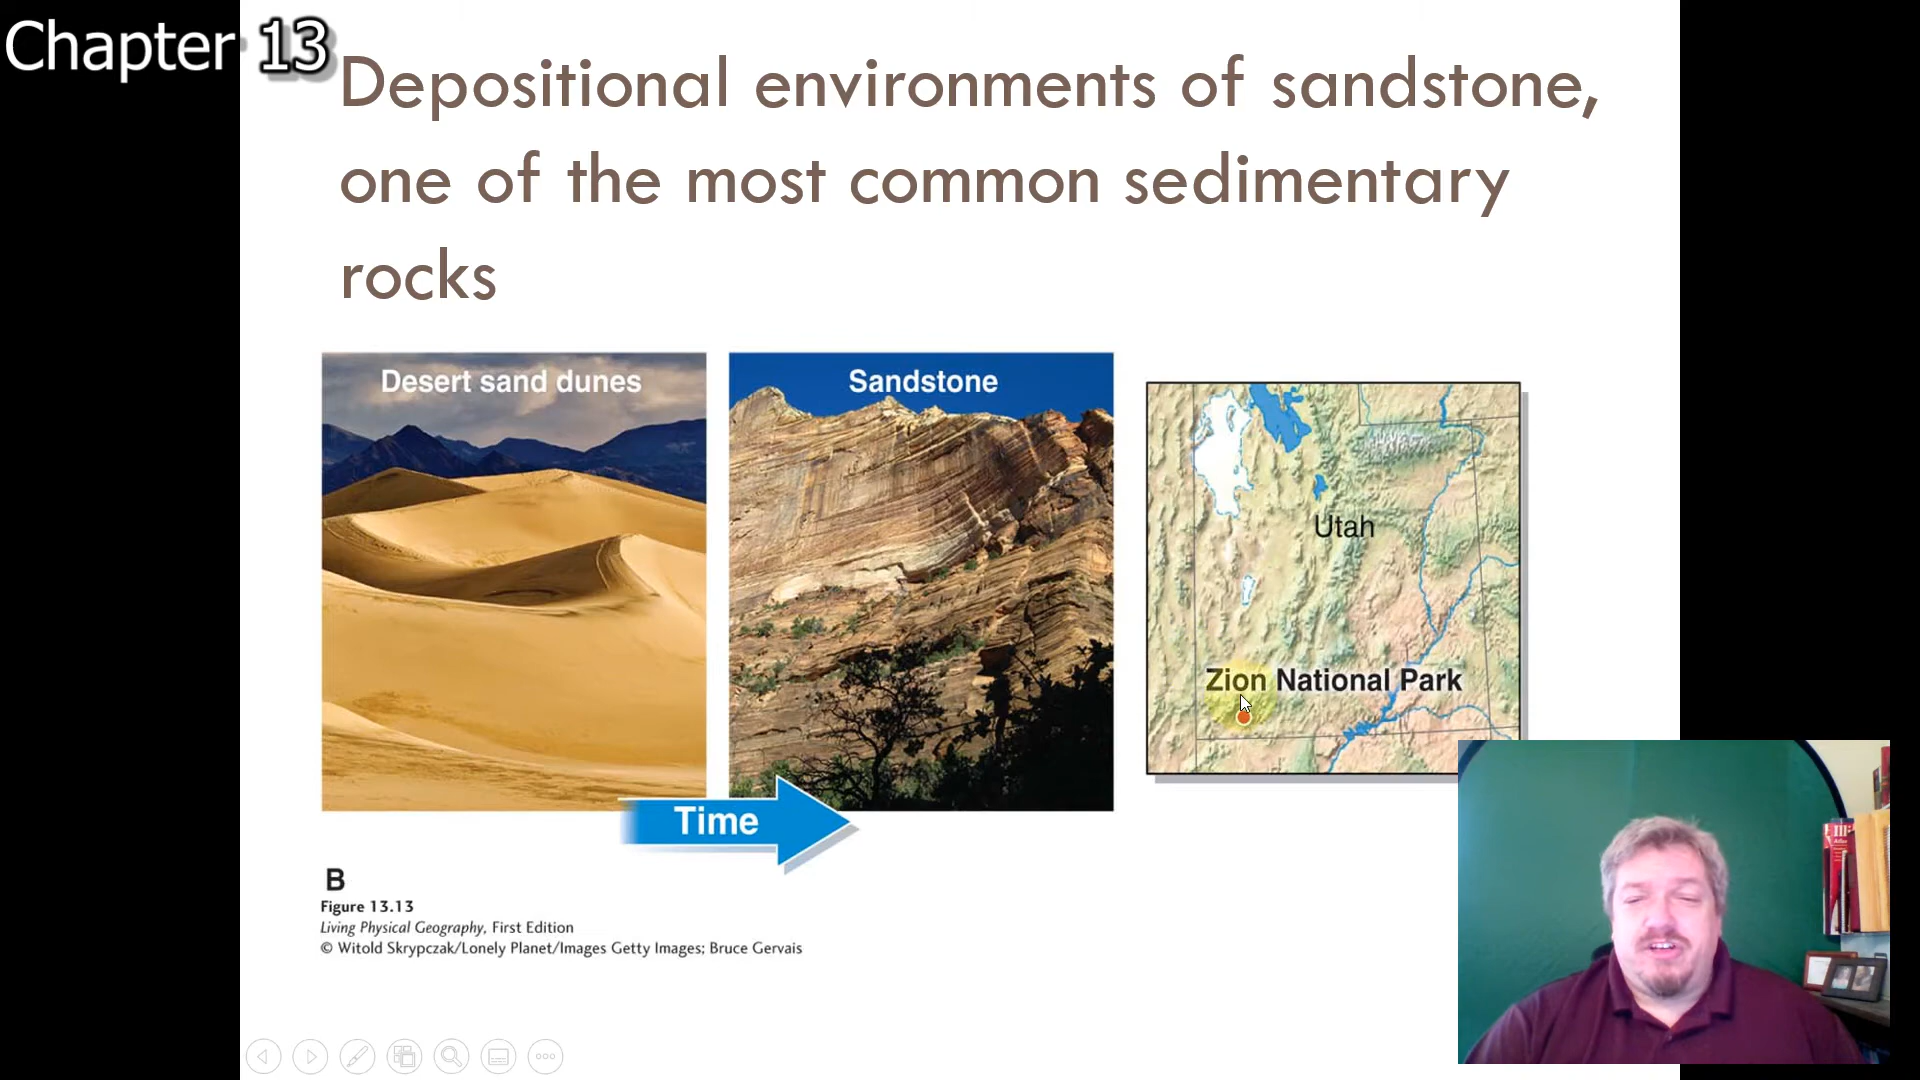 Chapter 13
Depositional environments of sandstone,
one of the most common sedimentary
rocks
Desert sand dunes
Sandstone
Utah
Zion National Park
Time
B
Figure 13.13
Living Physical Geography, First Edition
© Witold Skrypczak/Lonely Planet/Images Getty Images; Bruce Gervais